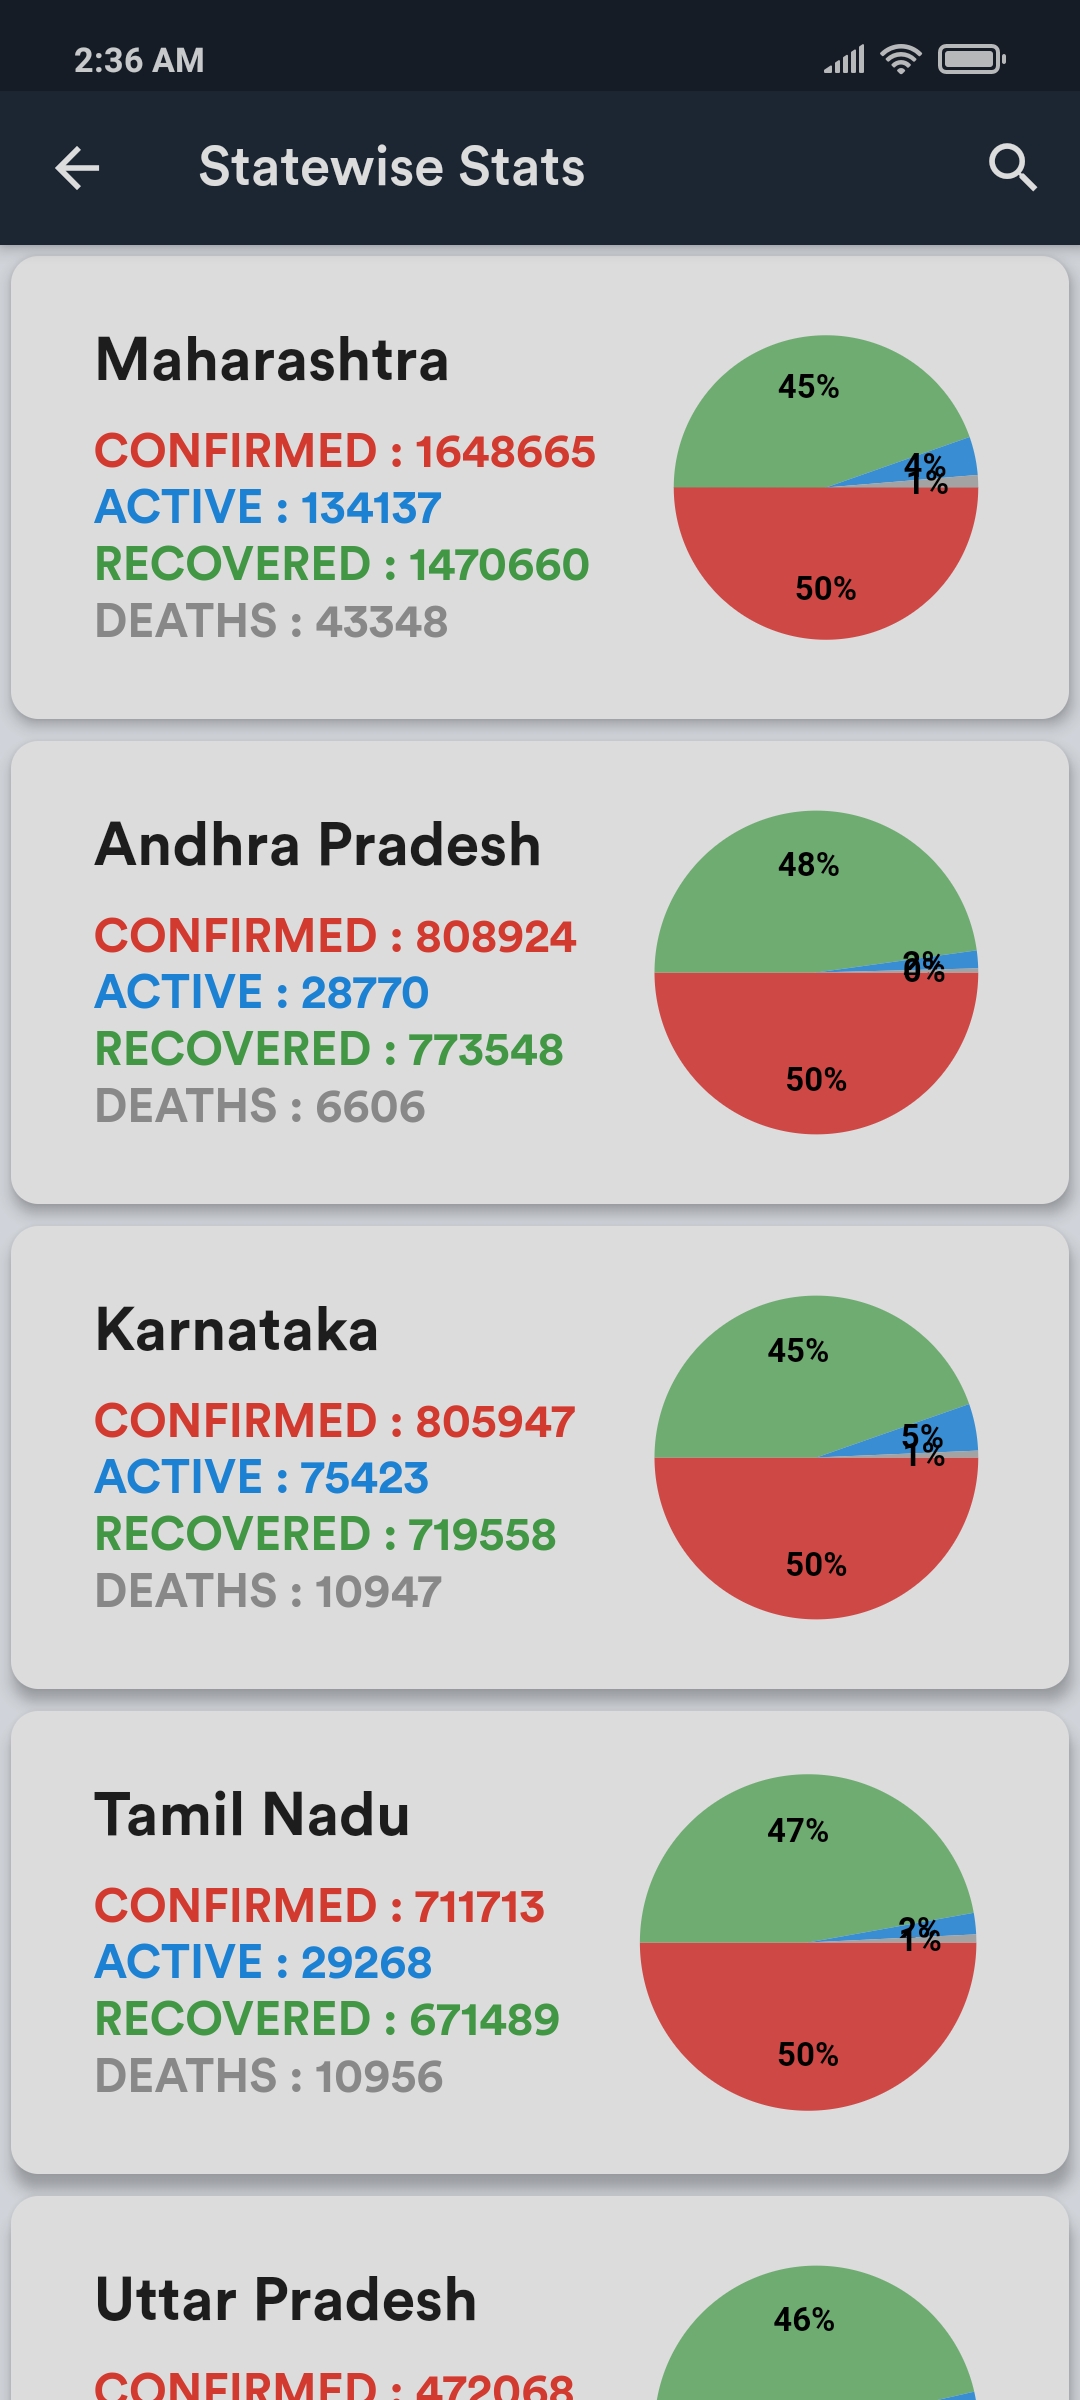 2:36 AM
Statewise Stats
Maharashtra
CONFIRMED : 1648665
ACTIVE : 134137
RECOVERED : 1470660
DEATHS : 43348
45%
4%
1%
50%
Andhra Pradesh
CONFIRMED : 808924
ACTIVE : 28770
RECOVERED : 773548
DEATHS : 6606
48%
2%
0%
50%
Karnataka
CONFIRMED : 805947
ACTIVE : 75423
RECOVERED : 719558
DEATHS : 10947
45%
5%
1%
50%
Tamil Nadu
CONFIRMED : 711713
ACTIVE : 29268
RECOVERED : 671489
DEATHS : 10956
47%
2%
1%
50%
Uttar Pradesh
CONFIRMED : 472068
46%